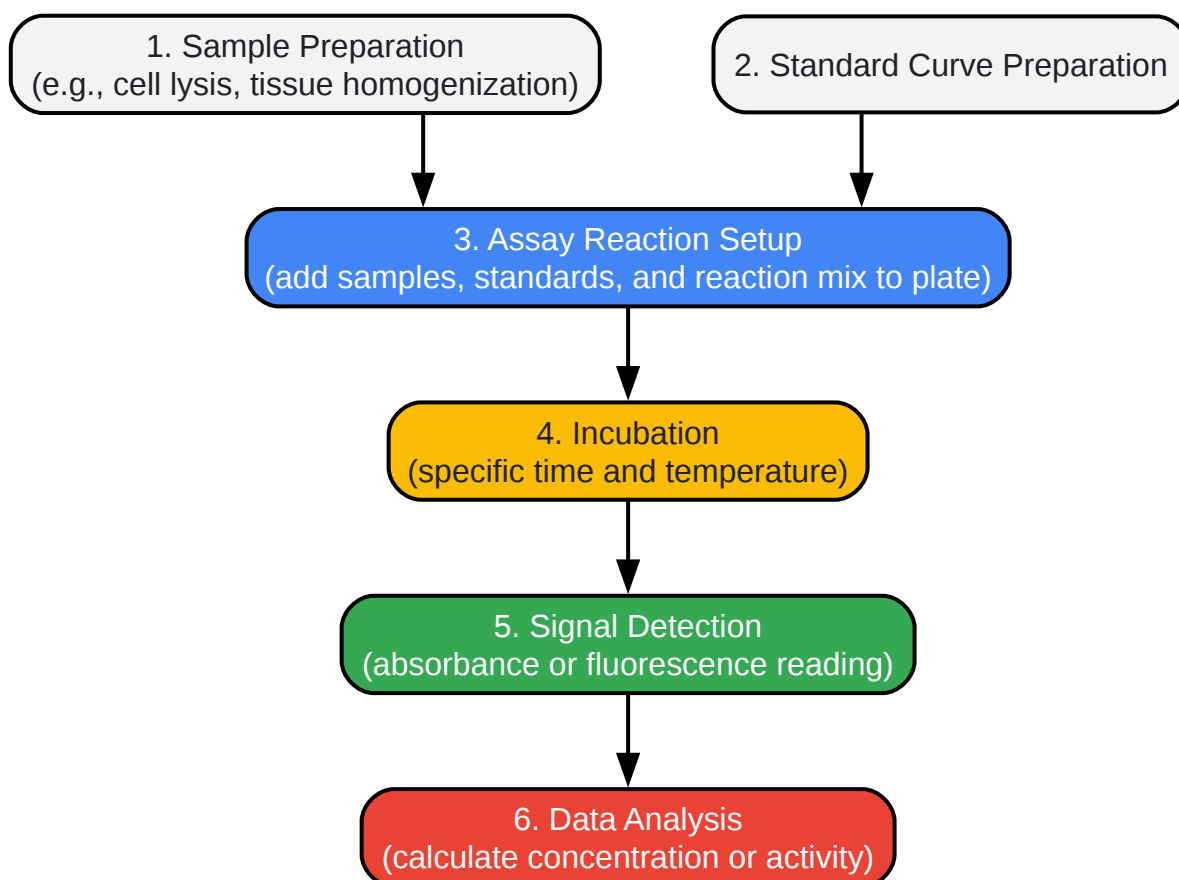 1. Sample Preparation
(e.g., cell lysis, tissue homogenization)
2. Standard Curve Preparation
3. Assay Reaction Setup
(add samples, standards, and reaction mix to plate)
4. Incubation
(specific time and temperature)
5. Signal Detection
(absorbance or fluorescence reading)
6. Data Analysis
(calculate concentration or activity)